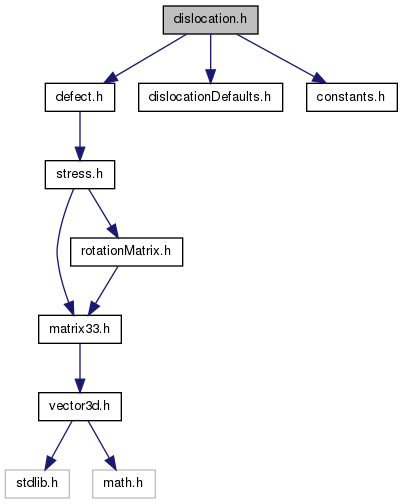 dislocation.h
defect.h
dislocationDefaults.h
constants.h
stress.h
rotationMatrix.h
matrix33.h
vector3d.h
stdlib.h
math.h